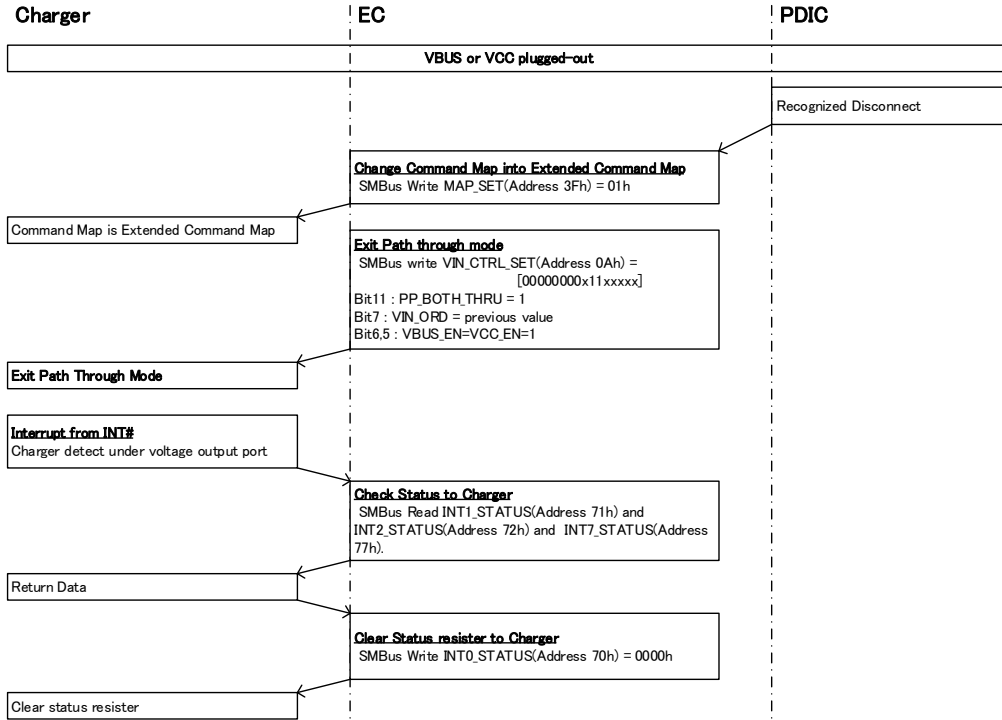 Charger
EC
PDIC
VBUS or VCC plugged-out
Recognized Disconnect
Change Command Map into Extended Command Map
SMBus Write MAP_SET(Address 3Fh) = 01h
Command Map is Extended Command Map
Exit Path through mode
SMBus write VIN_CTRL_SET(Address 0Ah) =
[00000000x11xxxxx]
Bit11 : PP_BOTH_THRU = 1
Bit7 : VIN_ORD = previous value
Bit6,5 : VBUS_EN=VCC_EN=1
Exit Path Through Mode
Interrupt from INT#
Charger detect under voltage output port
Check Status to Charger
SMBus Read INT1_STATUS(Address 71h) and
INT2_STATUS(Address 72h) and INT7_STATUS(Address
77h).
Return Data
Clear Status resister to Charger
SMBus Write INT0_STATUS(Address 70h) = 0000h
Clear status resister